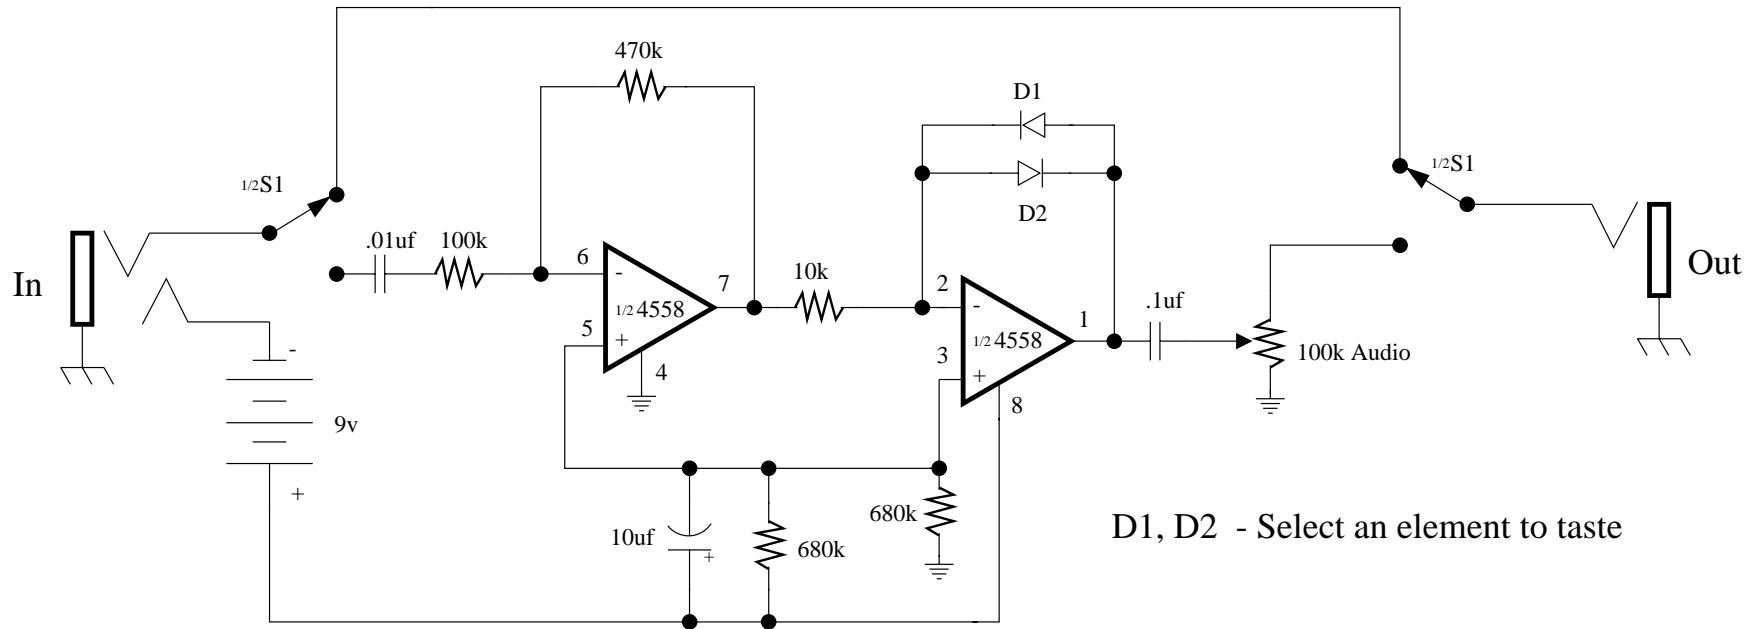 470k
D1
D2
1/2S1
1/2S1
.01uf
100k
In
Out
6
-
7
10k
2
-
.1uf
1/2 4558
5
+
4
1/2 4558
3
+
1
8
100k Audio
-
9v
+
10uf
+
680k
680k
D1, D2 - Select an element to taste